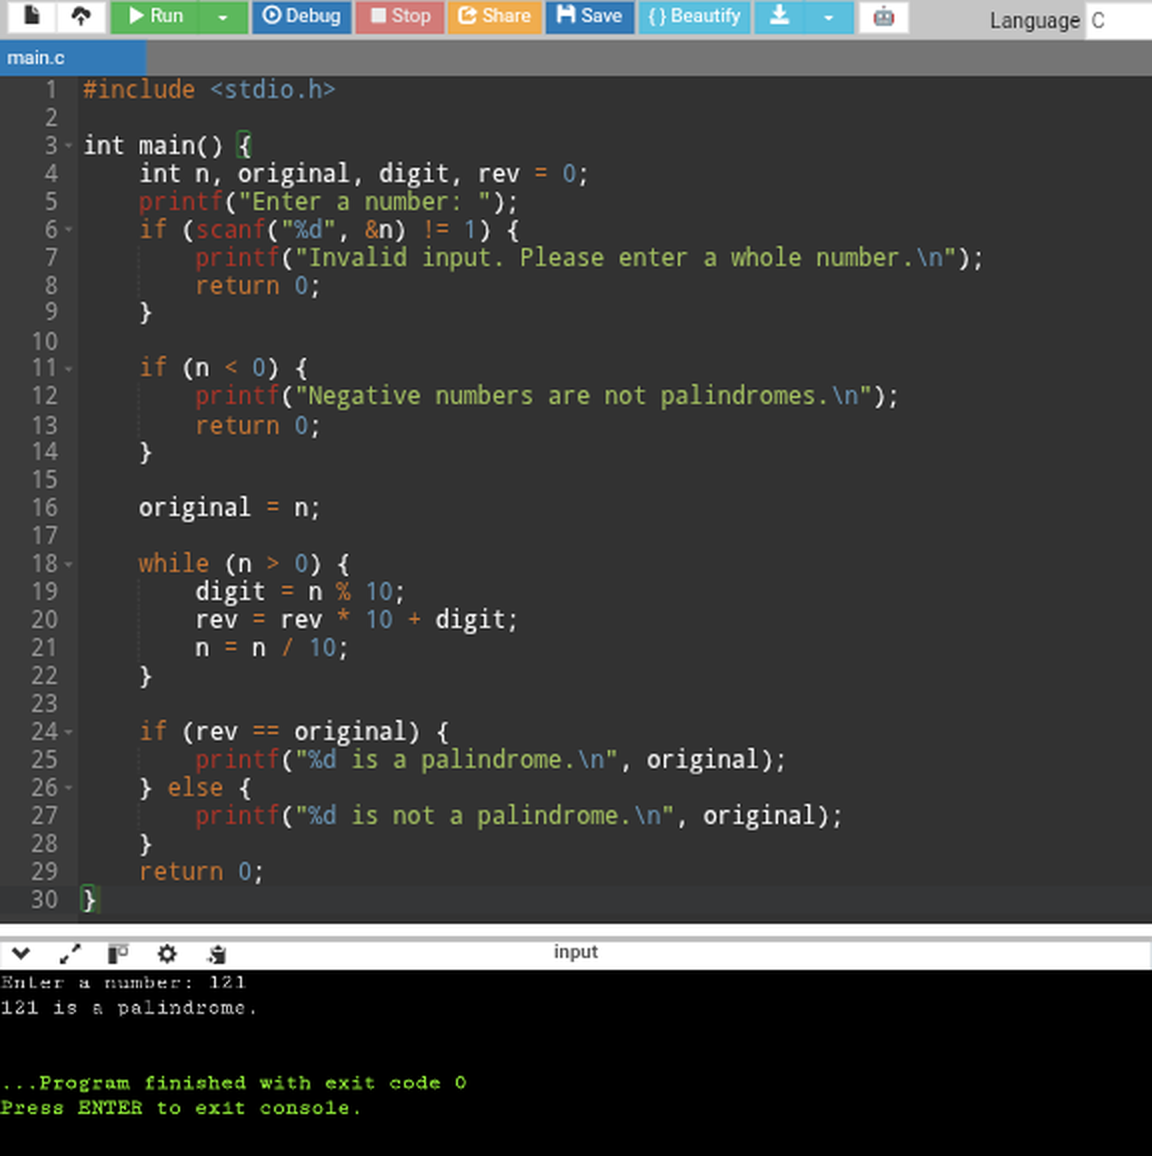 Run Debug Stop Share Save {} Beautify Language C
main.c
1 #include <stdio.h>
2
3 int main() {
4     int n, original, digit, rev = 0;
5     printf("Enter a number: ");
6     if (scanf("%d", &n) != 1) {
7         printf("Invalid input. Please enter a whole number.\n");
8         return 0;
9     }
10
11     if (n < 0) {
12         printf("Negative numbers are not palindromes.\n");
13         return 0;
14     }
15
16     original = n;
17
18     while (n > 0) {
19         digit = n % 10;
20         rev = rev * 10 + digit;
21         n = n / 10;
22     }
23
24     if (rev == original) {
25         printf("%d is a palindrome.\n", original);
26     } else {
27         printf("%d is not a palindrome.\n", original);
28     }
29     return 0;
30 }
input
Enter a number: 121
121 is a palindrome.
...Program finished with exit code 0
Press ENTER to exit console.